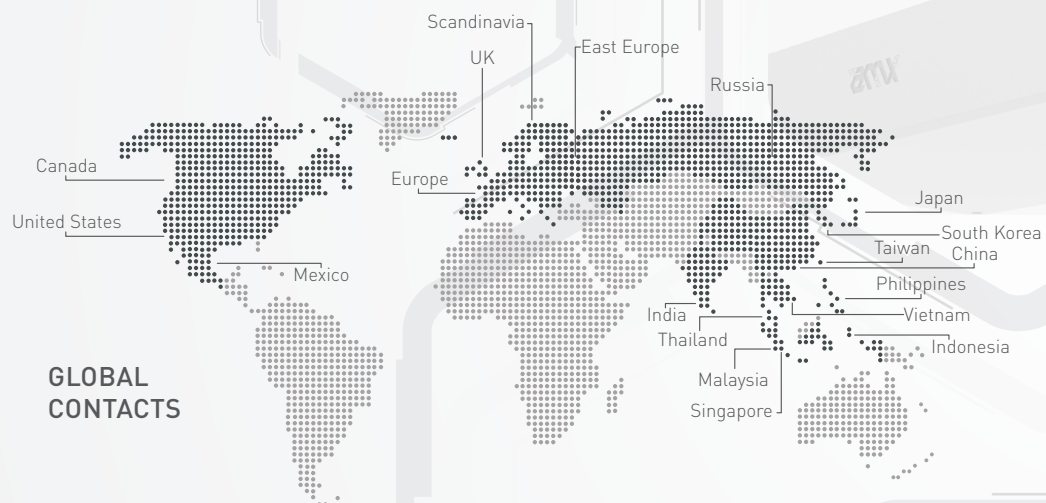 Scandinavia
East Europe
UK
Russia
Canada
Europe
Japan
United States
South Korea
Taiwan
China
Mexico
Philippines
India
Vietnam
Thailand
Indonesia
Malaysia
Singapore
GLOBAL
CONTACTS
amx